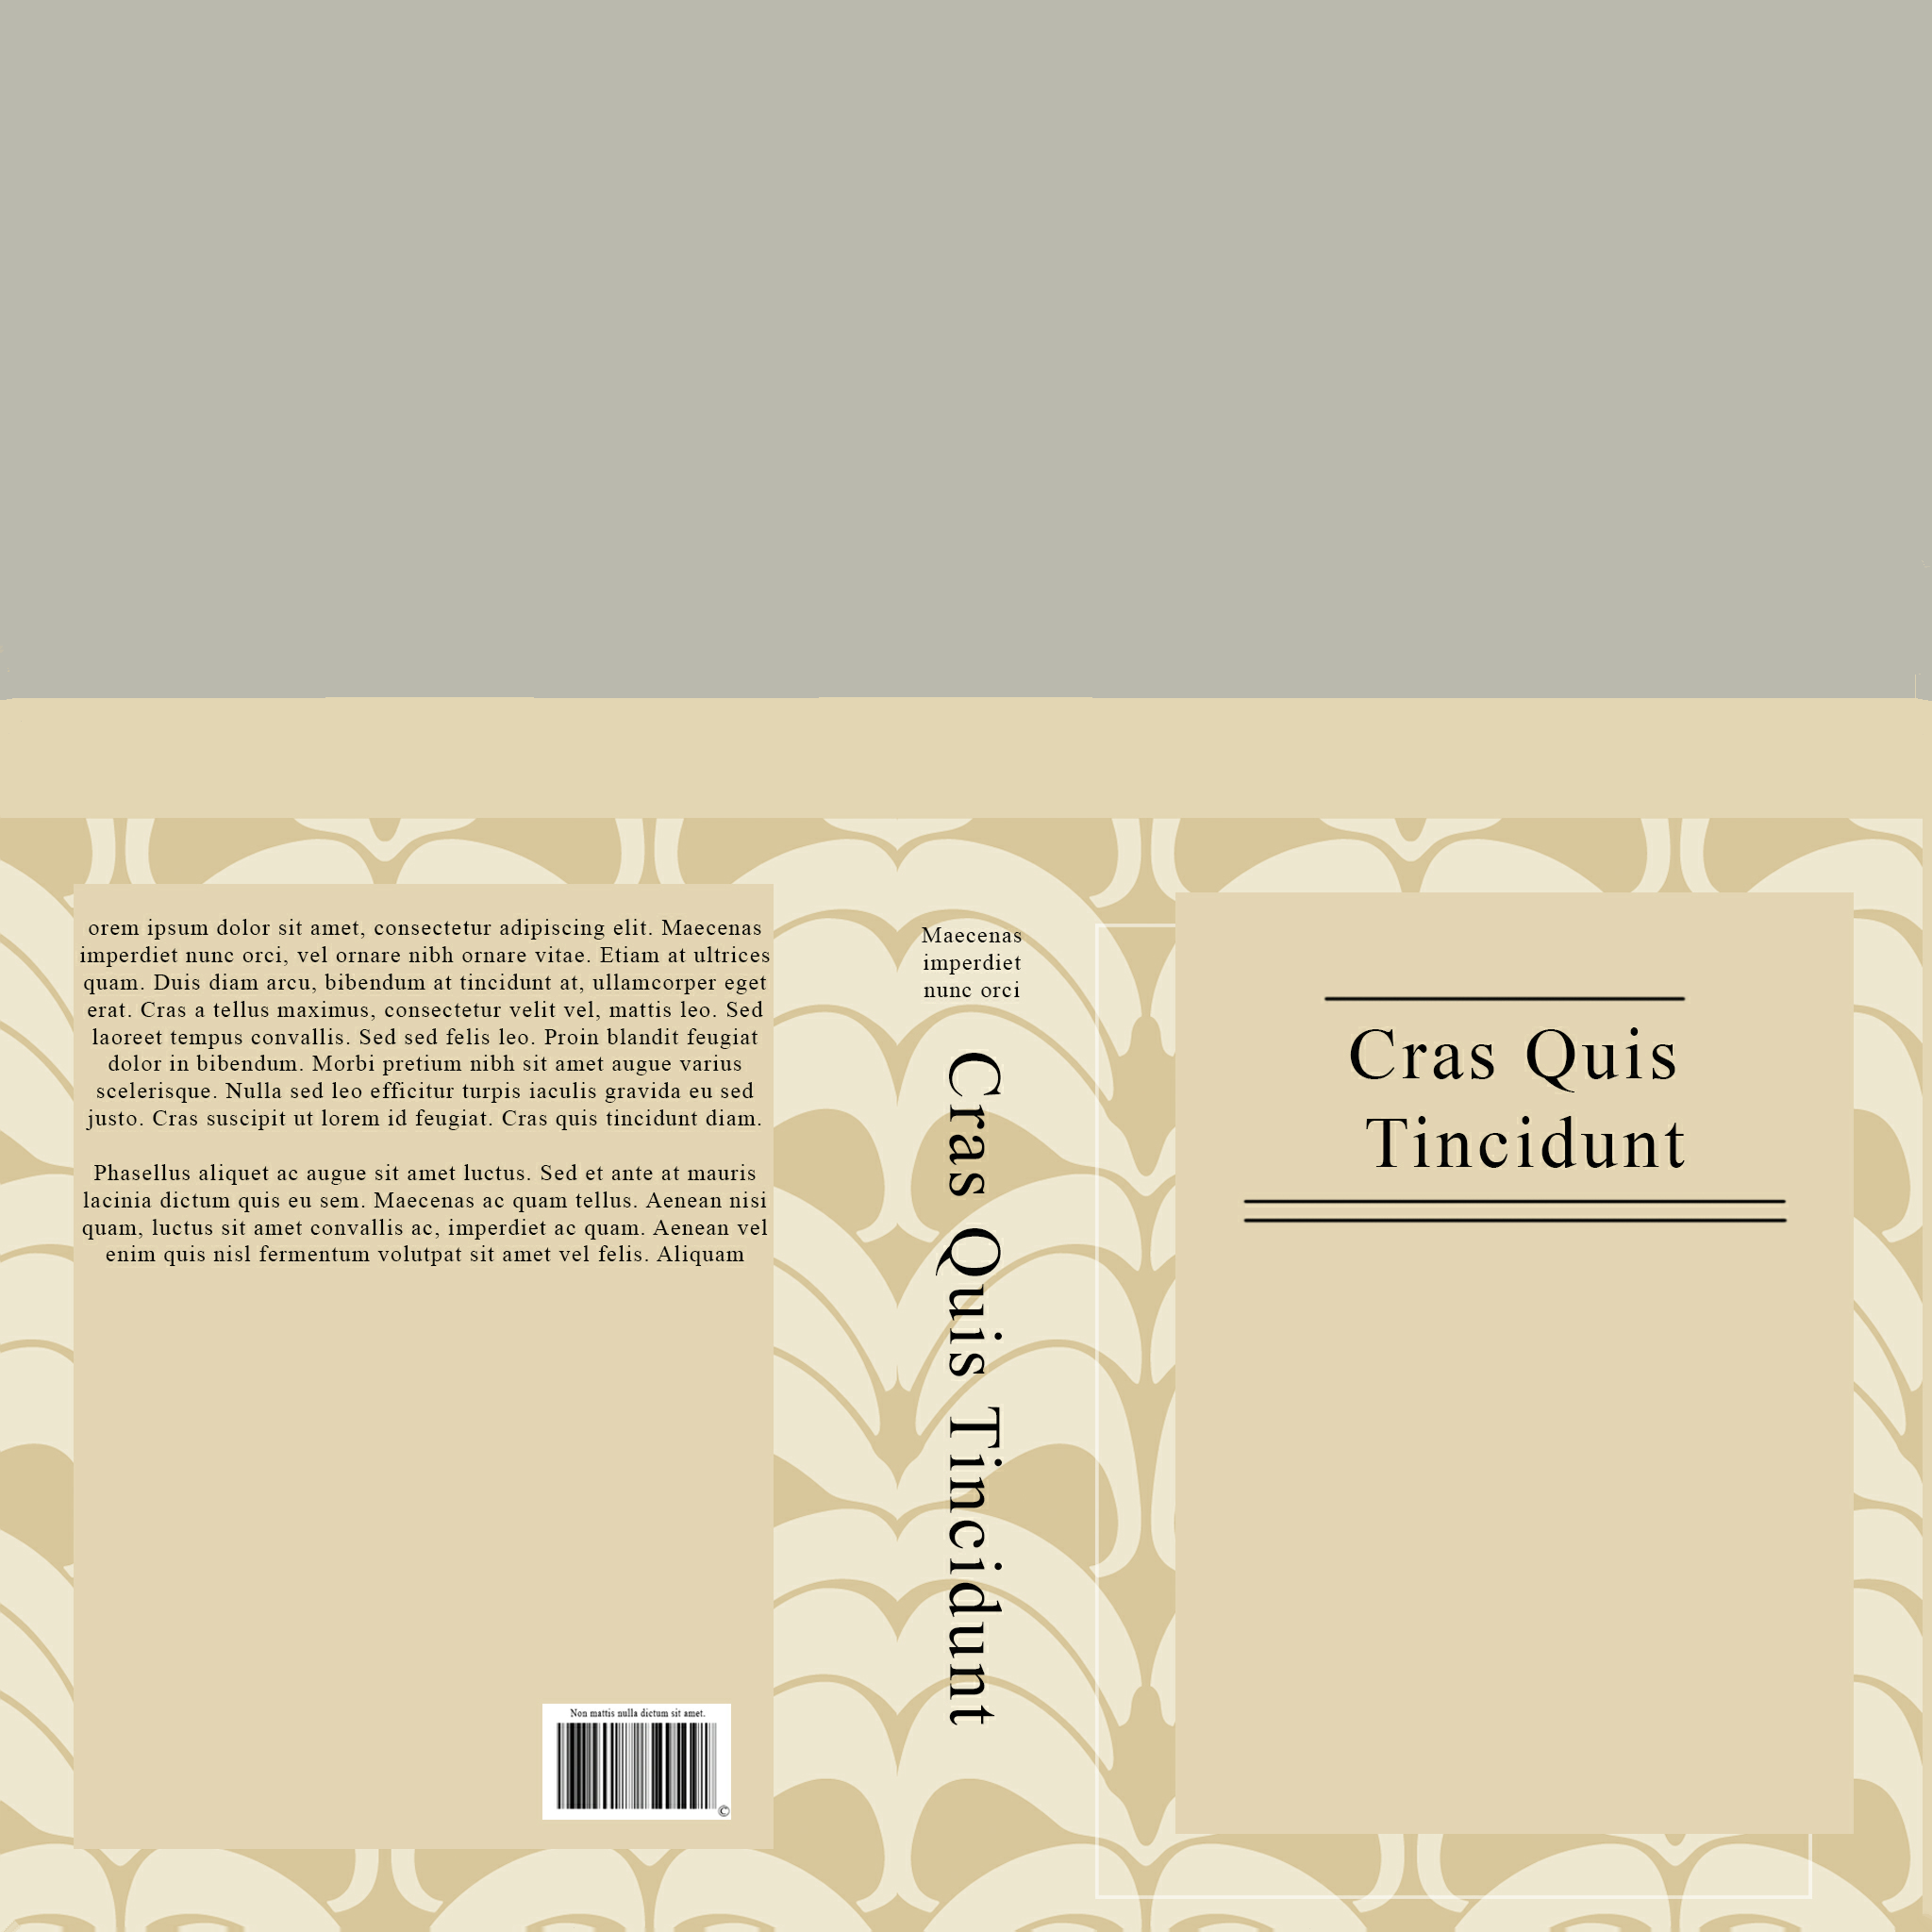 orem ipsum dolor sit amet, consectetur adipiscing elit. Maecenas
imperdiet nunc orci, vel ornare nibh ornare vitae. Etiam at ultrices
quam. Duis diam arcu, bibendum at tincidunt at, ullamcorper eget
erat. Cras a tellus maximus, consectetur velit vel, mattis leo. Sed
laoreet tempus convallis. Sed sed felis leo. Proin blandit feugiat
dolor in bibendum. Morbi pretium nibh sit amet augue varius
scelerisque. Nulla sed leo efficitur turpis iaculis gravida eu sed
justo. Cras suscipit ut lorem id feugiat. Cras quis tincidunt diam.
Phasellus aliquet ac augue sit amet luctus. Sed et ante at mauris
lacinia dictum quis eu sem. Maecenas ac quam tellus. Aenean nisi
quam, luctus sit amet convallis ac, imperdiet ac quam. Aenean vel
enim quis nisl fermentum volutpat sit amet vel felis. Aliquam
Non mattis nulla dictum sit amet.
©
Maecenas
imperdiet
nunc orci
Cras Quis Tincidunt
Cras Quis
Tincidunt